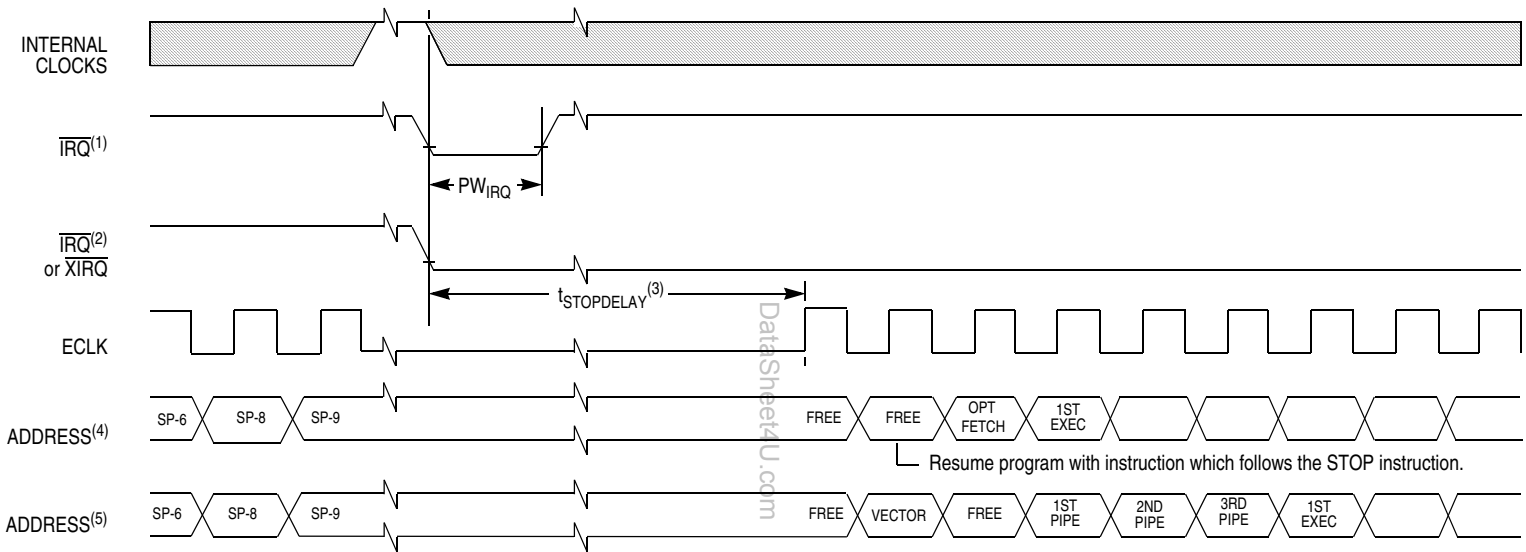 INTERNAL
CLOCKS
IRQ(1)
PWIRQ
IRQ(2)
or XIRQ
tSTOPDELAY(3)
ECLK
ADDRESS(4)
SP-6
SP-8
SP-9
FREE
FREE
OPT
FETCH
1ST
EXEC
Resume program with instruction which follows the STOP instruction.
ADDRESS(5)
SP-6
SP-8
SP-9
FREE
VECTOR
FREE
1ST
PIPE
2ND
PIPE
3RD
PIPE
1ST
EXEC
DataSheet4U.com